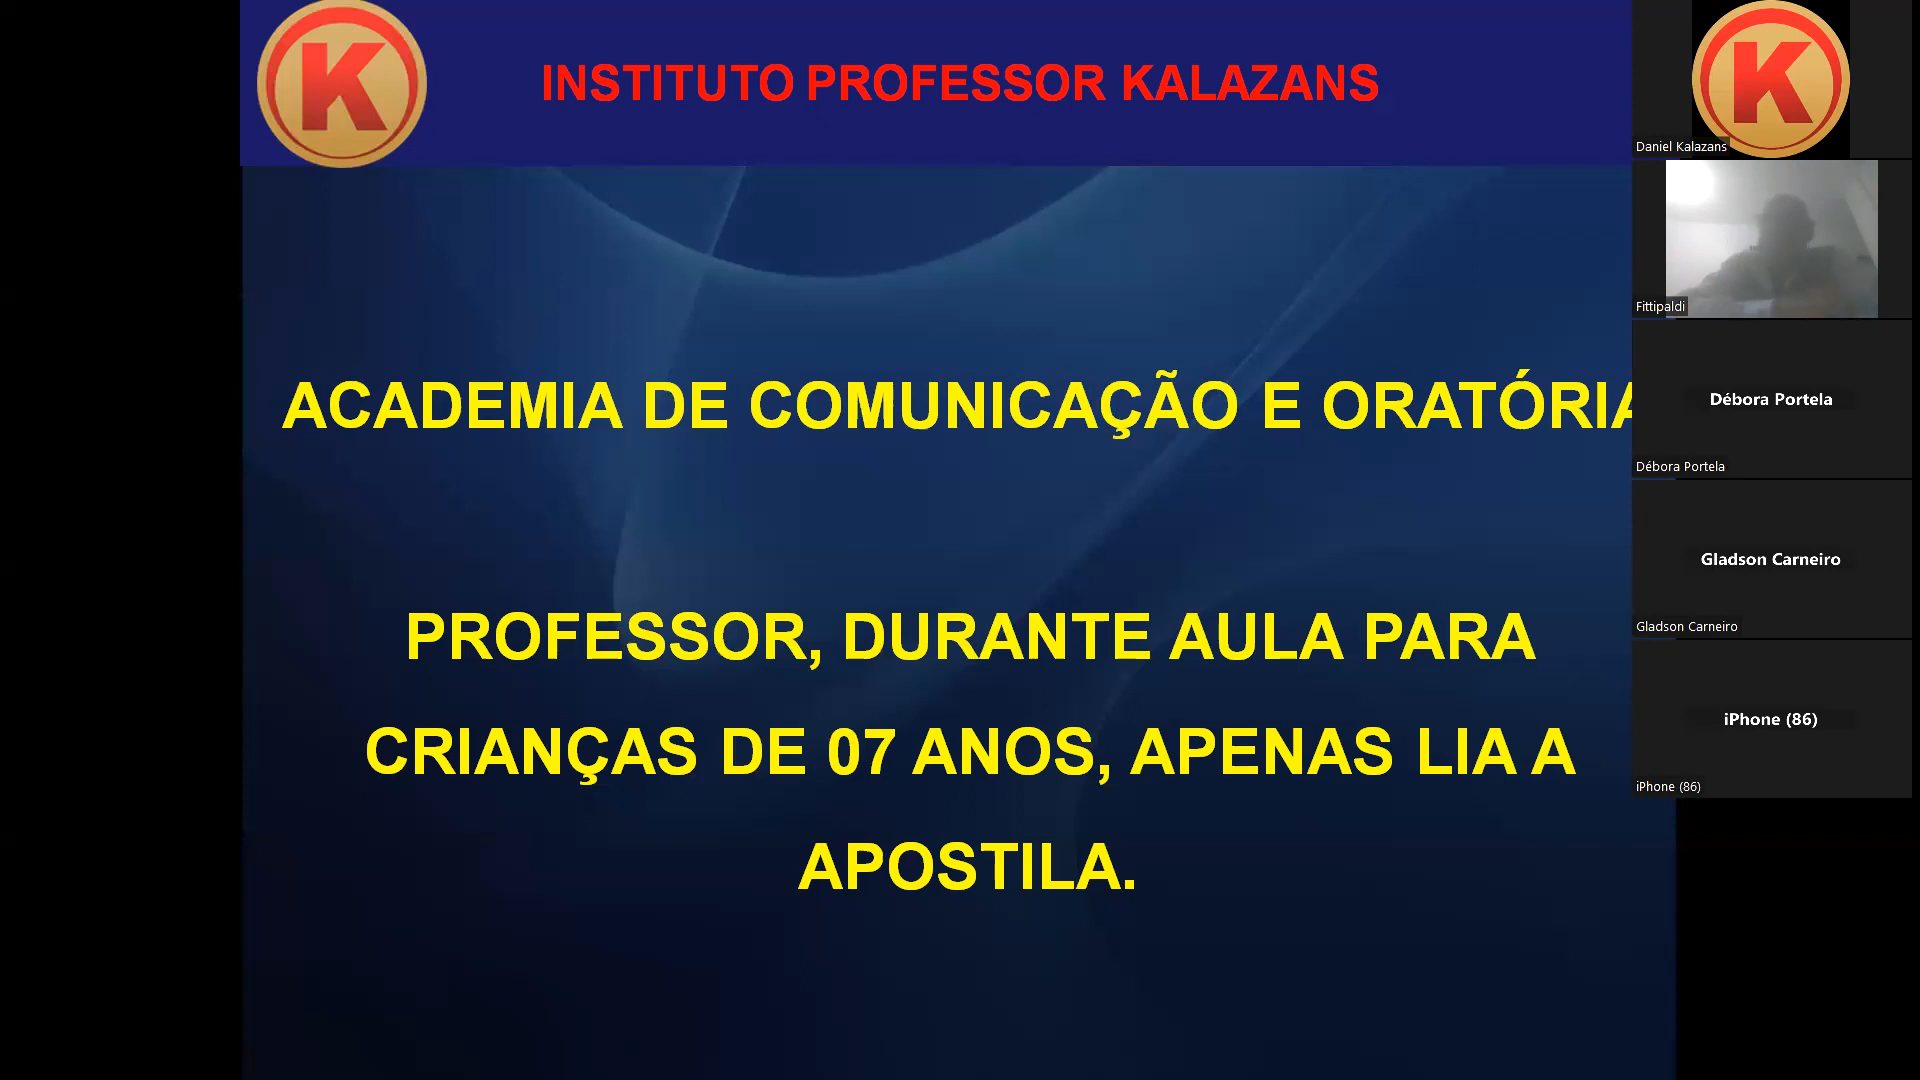 K
INSTITUTO PROFESSOR KALAZANS
ACADEMIA DE COMUNICAÇÃO E ORATÓRIA
PROFESSOR, DURANTE AULA PARA
CRIANÇAS DE 07 ANOS, APENAS LIA A
APOSTILA.
K
Daniel Kalazans
Fittipaldi
Débora Portela
Débora Portela
Gladson Carneiro
Gladson Carneiro
iPhone (86)
iPhone (86)